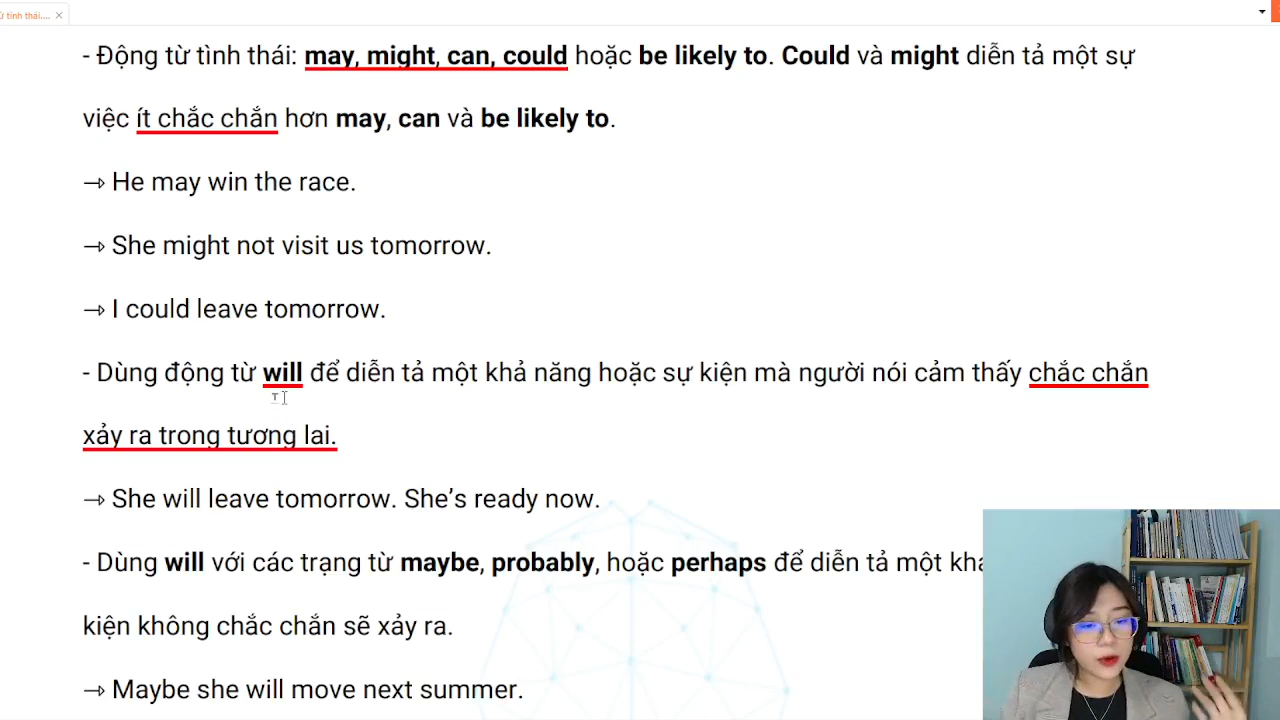 ừ tình thái....
- Động từ tình thái: may, might, can, could hoặc be likely to. Could và might diễn tả một sự
việc ít chắc chắn hơn may, can và be likely to.
→ He may win the race.
→ She might not visit us tomorrow.
→ I could leave tomorrow.
- Dùng động từ will để diễn tả một khả năng hoặc sự kiện mà người nói cảm thấy chắc chắn
xảy ra trong tương lai.
→ She will leave tomorrow. She’s ready now.
- Dùng will với các trạng từ maybe, probably, hoặc perhaps để diễn tả một
kiện không chắc chắn sẽ xảy ra.
→ Maybe she will move next summer.